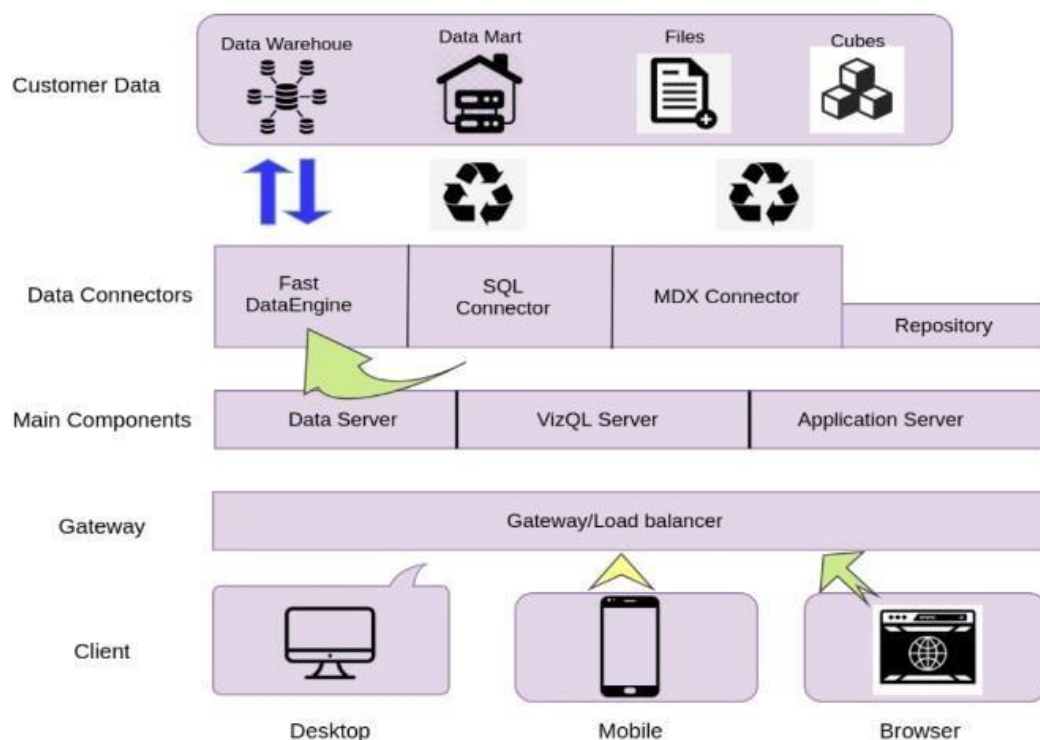 Data Warehoue
Data Mart
Files
Cubes
Customer Data
Data Connectors
Fast
DataEngine
SQL
Connector
MDX Connector
Repository
Main Components
Data Server
VizQL Server
Application Server
Gateway
Gateway/Load balancer
Client
Desktop
Mobile
Browser